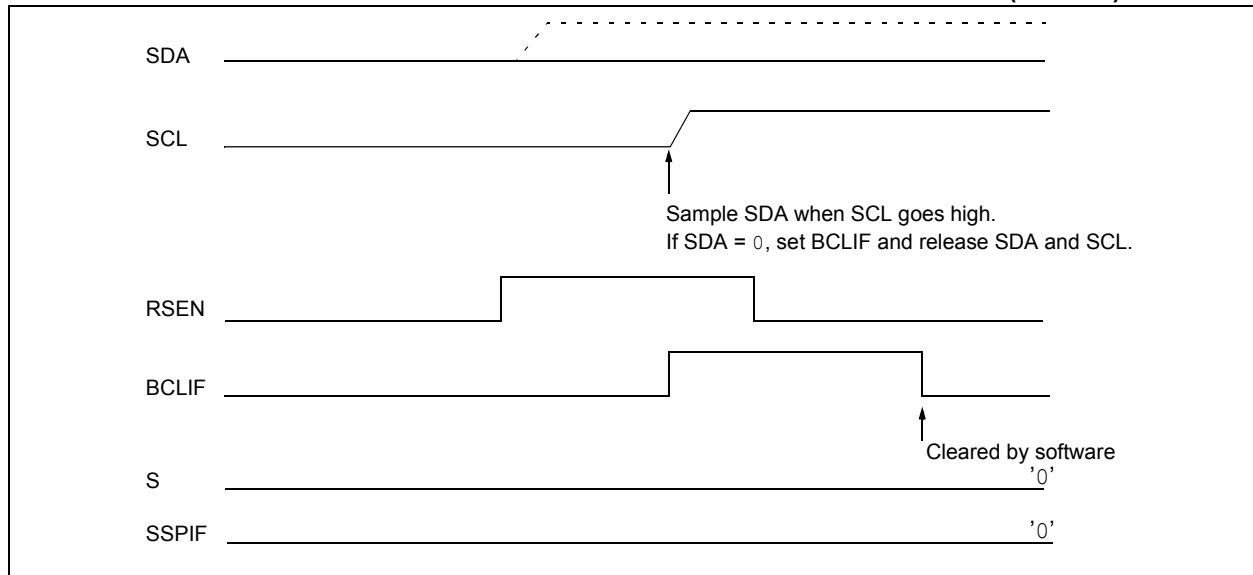 SDA
SCL
Sample SDA when SCL goes high.
If SDA = 0, set BCLIF and release SDA and SCL.
RSEN
BCLIF
Cleared by software
S
'0'
SSPIF
'0'